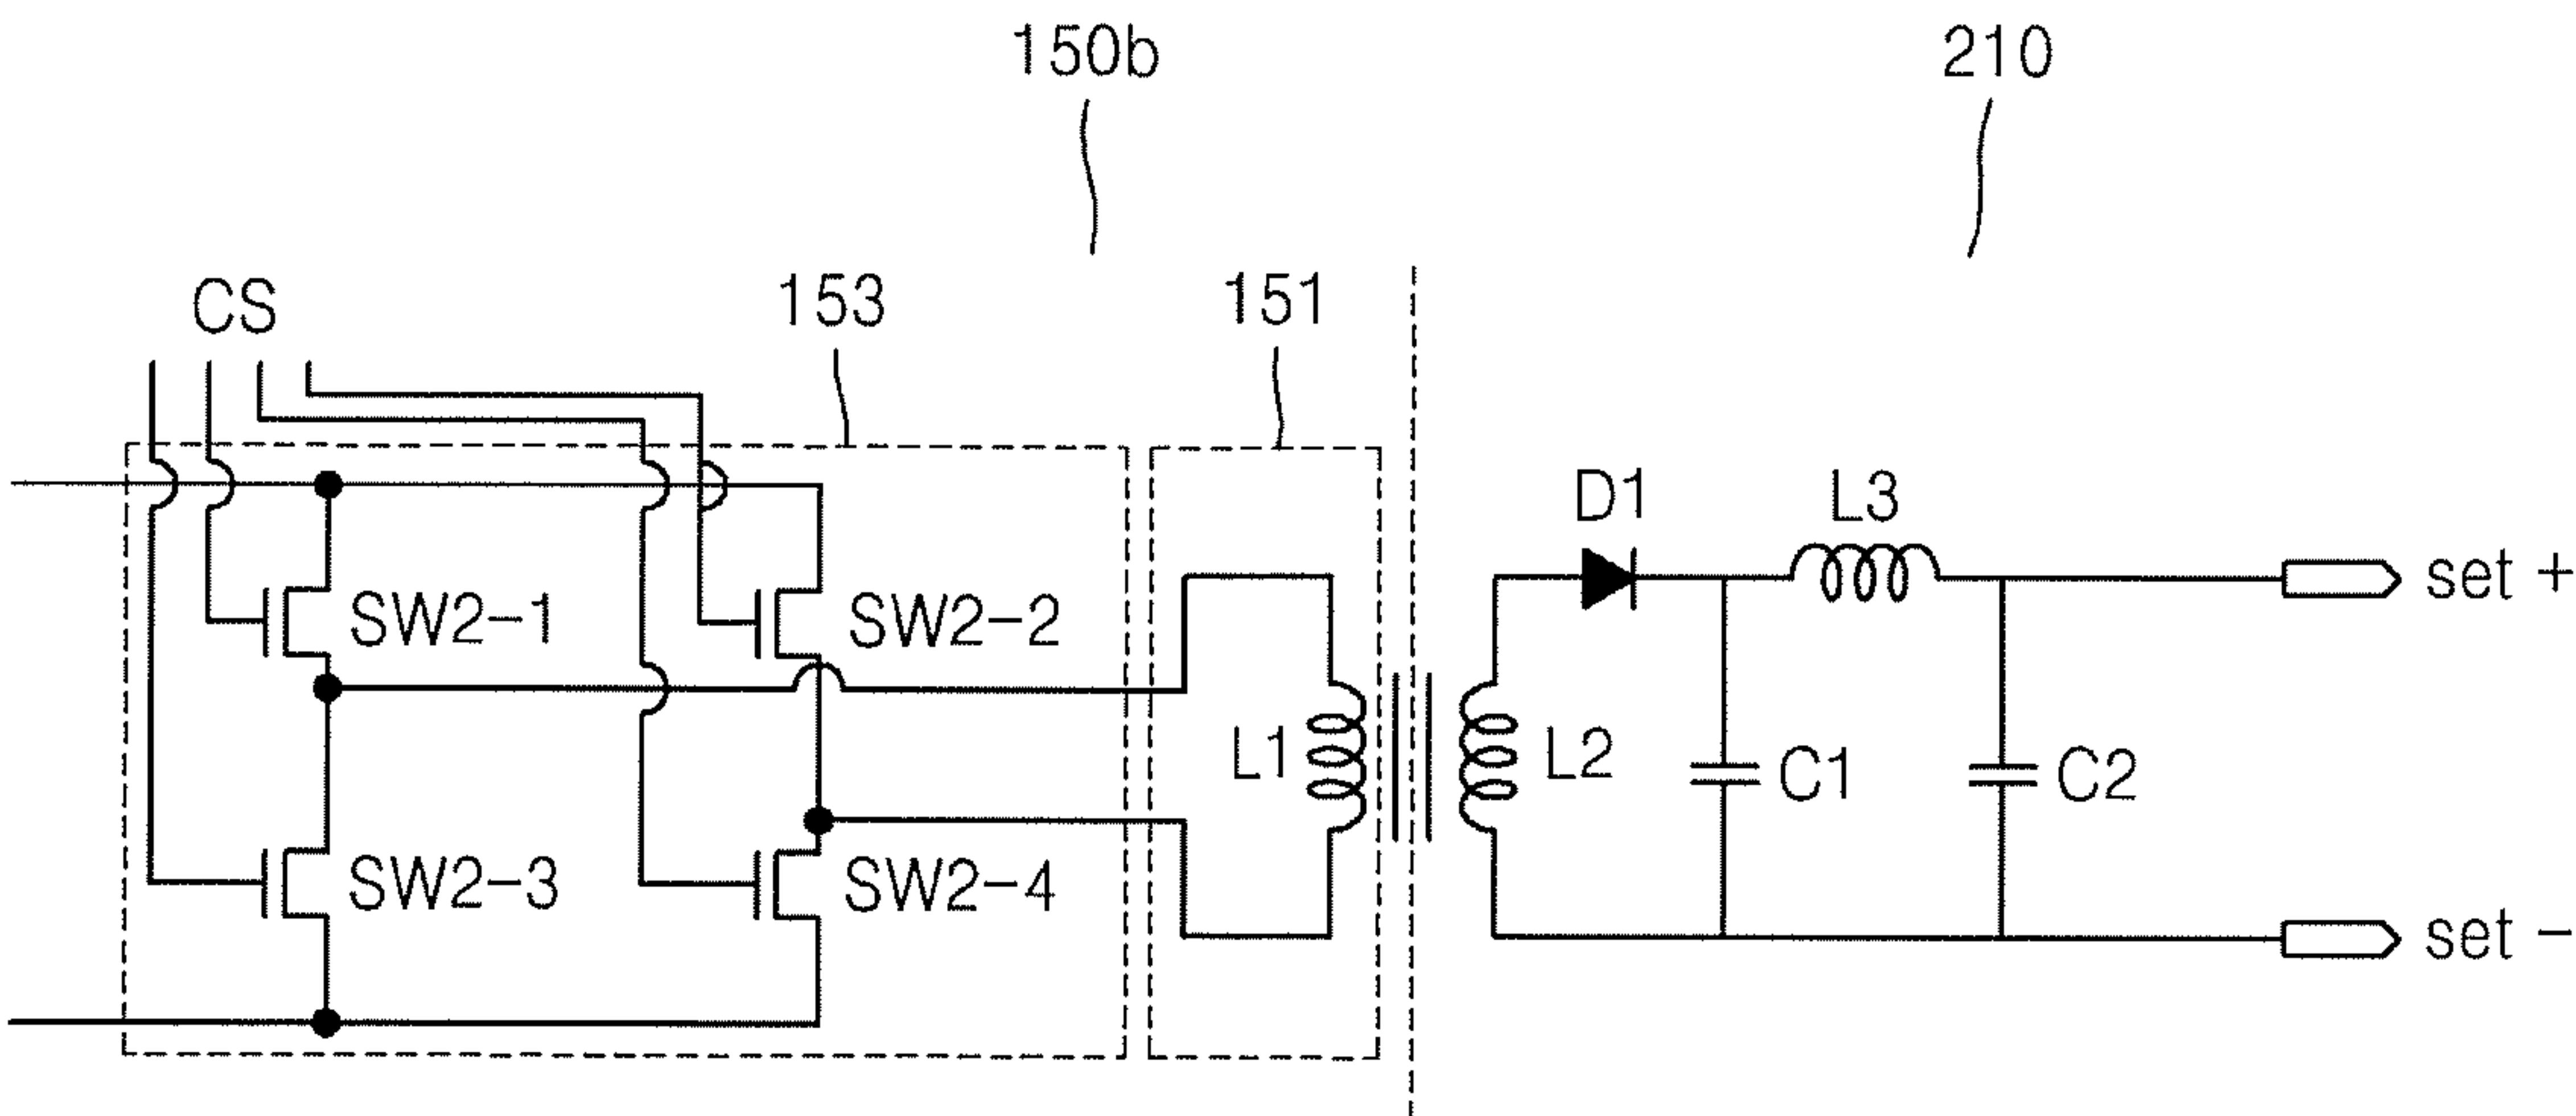 150b
210
CS
153
151
D1
L3
set +
SW2-1
SW2-2
L1
L2
C1
C2
SW2-3
SW2-4
set -